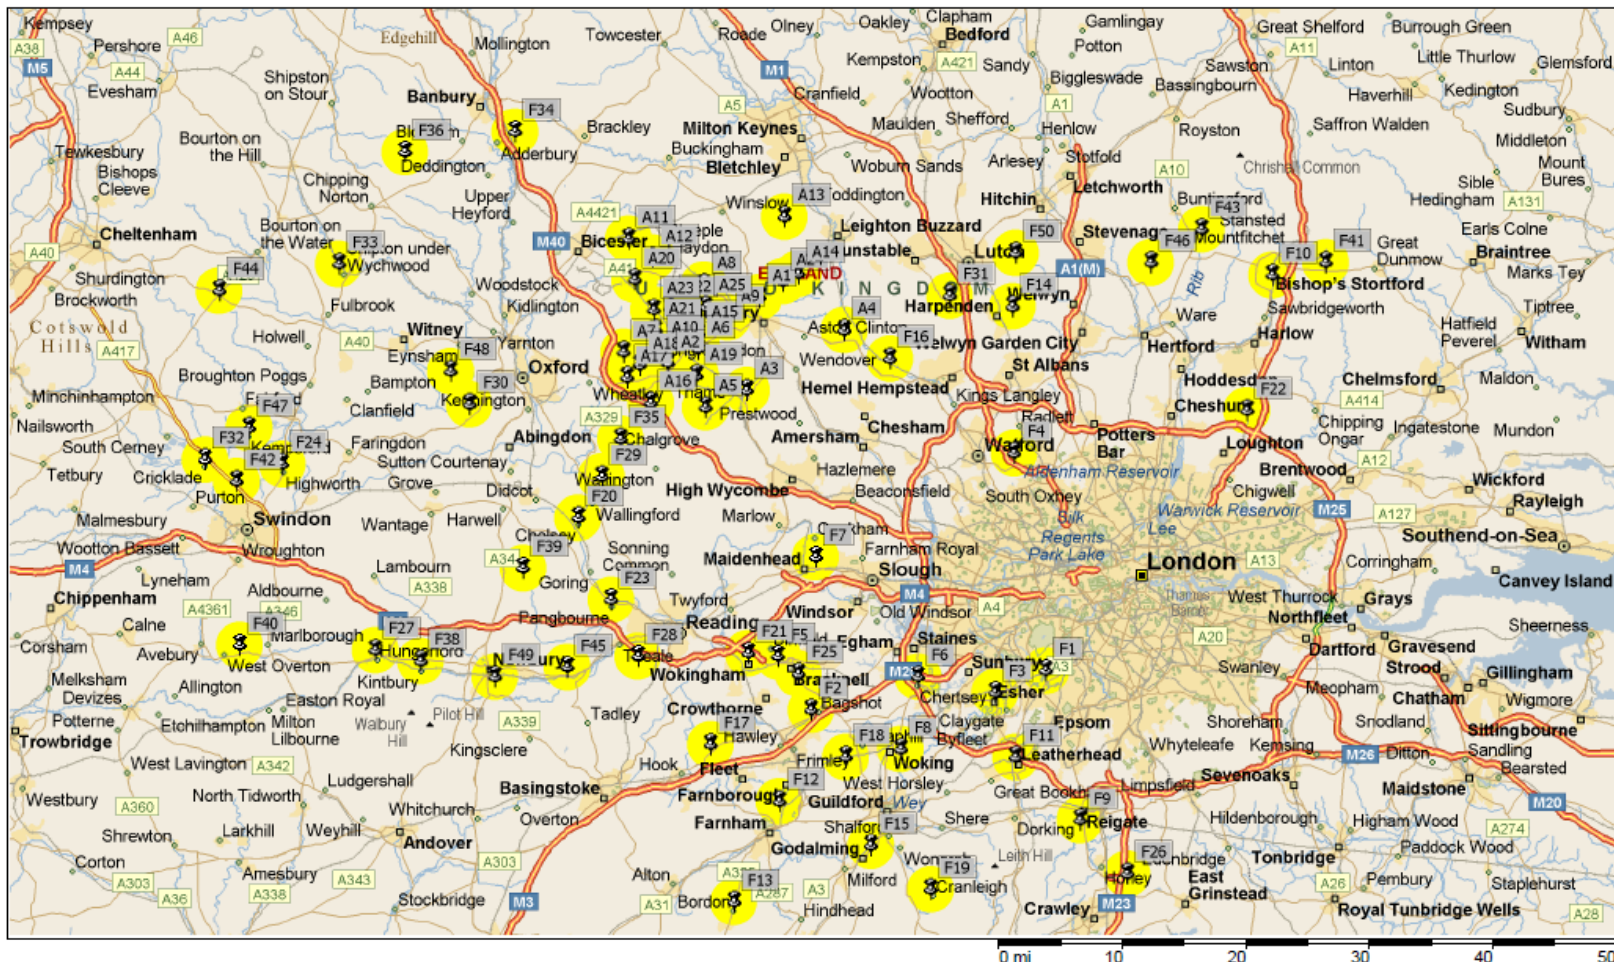 Kempsey
A46
Edgehill
Mollington
Towcester
Roade
Olney
Oakley
Clapham
Bedford
Gamlingay
Great Shelford
Burrough Green
A38
Pershore
A11
Potton
M5
A44
Evesham
Shipston
on Stour
M1
Kempston
A421
Sandy
Sawston
Linton
Little Thurlow
Glemsford
Biggleswade
Bassingbourn
Haverhill
Kedington
Banbury
A5
Cranfield
Wootton
A1
Sudbury
F34
F36
Brackley
Milton Keynes
Maulden
Shefford
Henlow
Royston
Saffron Walden
Middleton
Bourton on
the Hill
Tewkesbury
Adderbury
Deddington
Buckingham
Bletchley
Woburn Sands
Arlesey
Stotfold
A10
Chrishall Common
Mount
Bures
Bishops
Cleeve
Chipping
Norton
Upper
Heyford
Letchworth
Sible
Hedingham
A131
Hitchin
A13
Winslow
A4421
A11
Leighton Buzzard
F43
Stansted
Mountfitchet
Earls Colne
Cheltenham
Bourton on
the Water
F33
M40
Bicester
A12
F50
Stevenage
F46
F41
Great
Dunmow
Braintree
A40
Wychwood
A20
A14
A8
A41
F10
Marks Tey
Shurdington
F44
Luton
A1(M)
F31
Brockworth
Woodstock
A23
A25
A1
F14
Rib
Bishop's Stortford
Fulbrook
Kidlington
A21
A15
A9
A4
Harpenden
Welwyn
Sawbridgeworth
Tiptree
Cotswold
Hills
Holwell
Witney
A7
A10
A6
Aston Clinton
Ware
Hatfield
Peverel
A417
A40
Eynsham
Yarnton
A2
F16
Welwyn Garden City
Harlow
Witham
F48
Oxford
A17
A19
Wendover
St Albans
Hertford
Broughton Poggs
Bampton
F30
A16
A5
A3
Hemel Hempstead
Hoddesdon
F22
Chelmsford
Maldon
Minchinhampton
F47
Kennington
Wheatley
Prestwood
Kings Langley
Cheshunt
A414
Nailsworth
Clanfield
A329
F35
Radlett
Chipping
Ongar
Ingatestone
Mundon
South Cerney
F32
F24
Faringdon
Abingdon
Chalgrove
Amersham
Chesham
F4
Watford
Potters
Bar
Loughton
F42
F29
Tetbury
Cricklade
Highworth
Sutton Courtenay
Hazlemere
Aldenham Reservoir
Brentwood
A12
Purton
Grove
Didcot
F20
High Wycombe
Beaconsfield
South Oxhey
Chigwell
Wickford
Malmesbury
Swindon
Wantage
Harwell
Wallingford
Marlow
Warwick Reservoir
M25
Rayleigh
A127
Wootton Bassett
Wroughton
Cholsey
F39
Sonning
Common
F7
Regents
Park Lake
Lee
Southend-on-Sea
M4
Lambourn
A34
Maidenhead
Farnham Royal
London
A13
Corringham
Lyneham
A338
Goring
F23
Slough
Canvey Island
Chippenham
Aldbourne
M4
Thames
West Thurrock
Grays
A4361
A346
Pangbourne
Twyford
Windsor
Old Windsor
A4
Northfleet
Calne
F40
Marlborough
F27
F38
F28
Reading
F21
F5
Egham
Staines
F1
A20
Sheerness
Corsham
Avebury
West Overton
F49
F45
Theale
F25
F6
Sunbury
A3
Dartford
Gravesend
Strood
Gillingham
Melksham
Devizes
Allington
Kintbury
Newbury
Wokingham
Bracknell
F3
Swanley
Easton Royal
Crowthorne
F2
Bagshot
Chertsey
Esher
Meopham
Chatham
Wigmore
Potterne
Etchilhampton
Milton
Lilbourne
Walbury
Hill
Pilot Hill
A339
Tadley
F17
Hawley
F18
F8
Claygate
Byfleet
Epsom
F11
Shoreham
Snodland
Sittingbourne
Trowbridge
Kingsclere
Leatherhead
Whyteleafe
Kemsing
M26
Ditton
Sandling
Bearsted
West Lavington
A342
Ludgershall
Hook
Fleet
Frimley
Woking
Sevenoaks
Westbury
Basingstoke
F12
West Horsley
Limpsfield
Maidstone
M20
North Tidworth
Whitchurch
Farnborough
Guildford
Wey
F9
A360
Overton
Farnham
F15
Shere
Dorking
Reigate
Hildenborough
Higham Wood
A274
Shrewton
Larkhill
Weyhill
Andover
Shalford
Leith Hill
Paddock Wood
Corton
A303
Godalming
F26
Tonbridge
Amesbury
A343
Alton
F13
Milford
F19
Cranleigh
Horley
East
Grinstead
A26
Pembury
Staplehurst
A303
A36
A338
Stockbridge
M3
A31
Bordon
A287
A3
Hindhead
Crawley
M23
Royal Tunbridge Wells
A28
0 mi
10
20
30
40
50